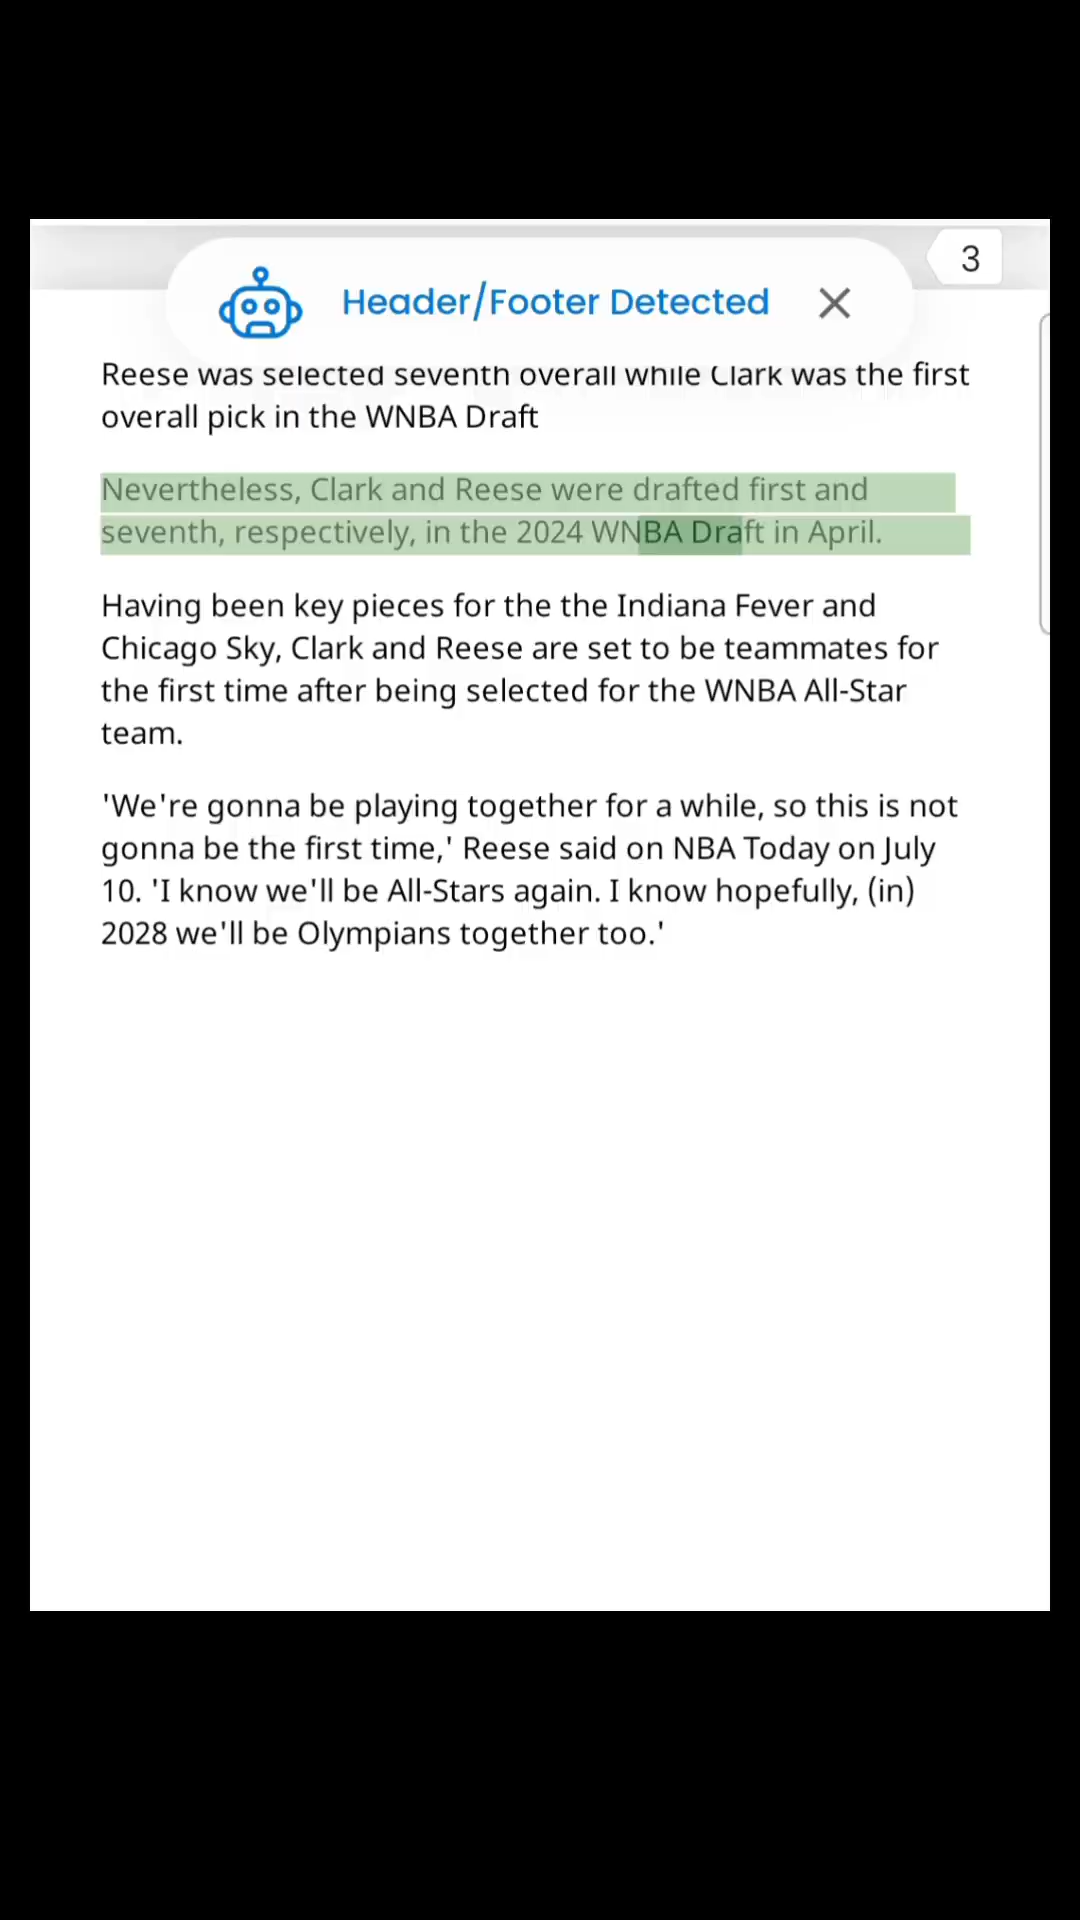 3
Header/Footer Detected
Reese was selected seventh overall while Clark was the first
overall pick in the WNBA Draft
Nevertheless, Clark and Reese were drafted first and
seventh, respectively, in the 2024 WNBA Draft in April.
Having been key pieces for the the Indiana Fever and
Chicago Sky, Clark and Reese are set to be teammates for
the first time after being selected for the WNBA All-Star
team.
'We're gonna be playing together for a while, so this is not
gonna be the first time,' Reese said on NBA Today on July
10. 'I know we'll be All-Stars again. I know hopefully, (in)
2028 we'll be Olympians together too.'